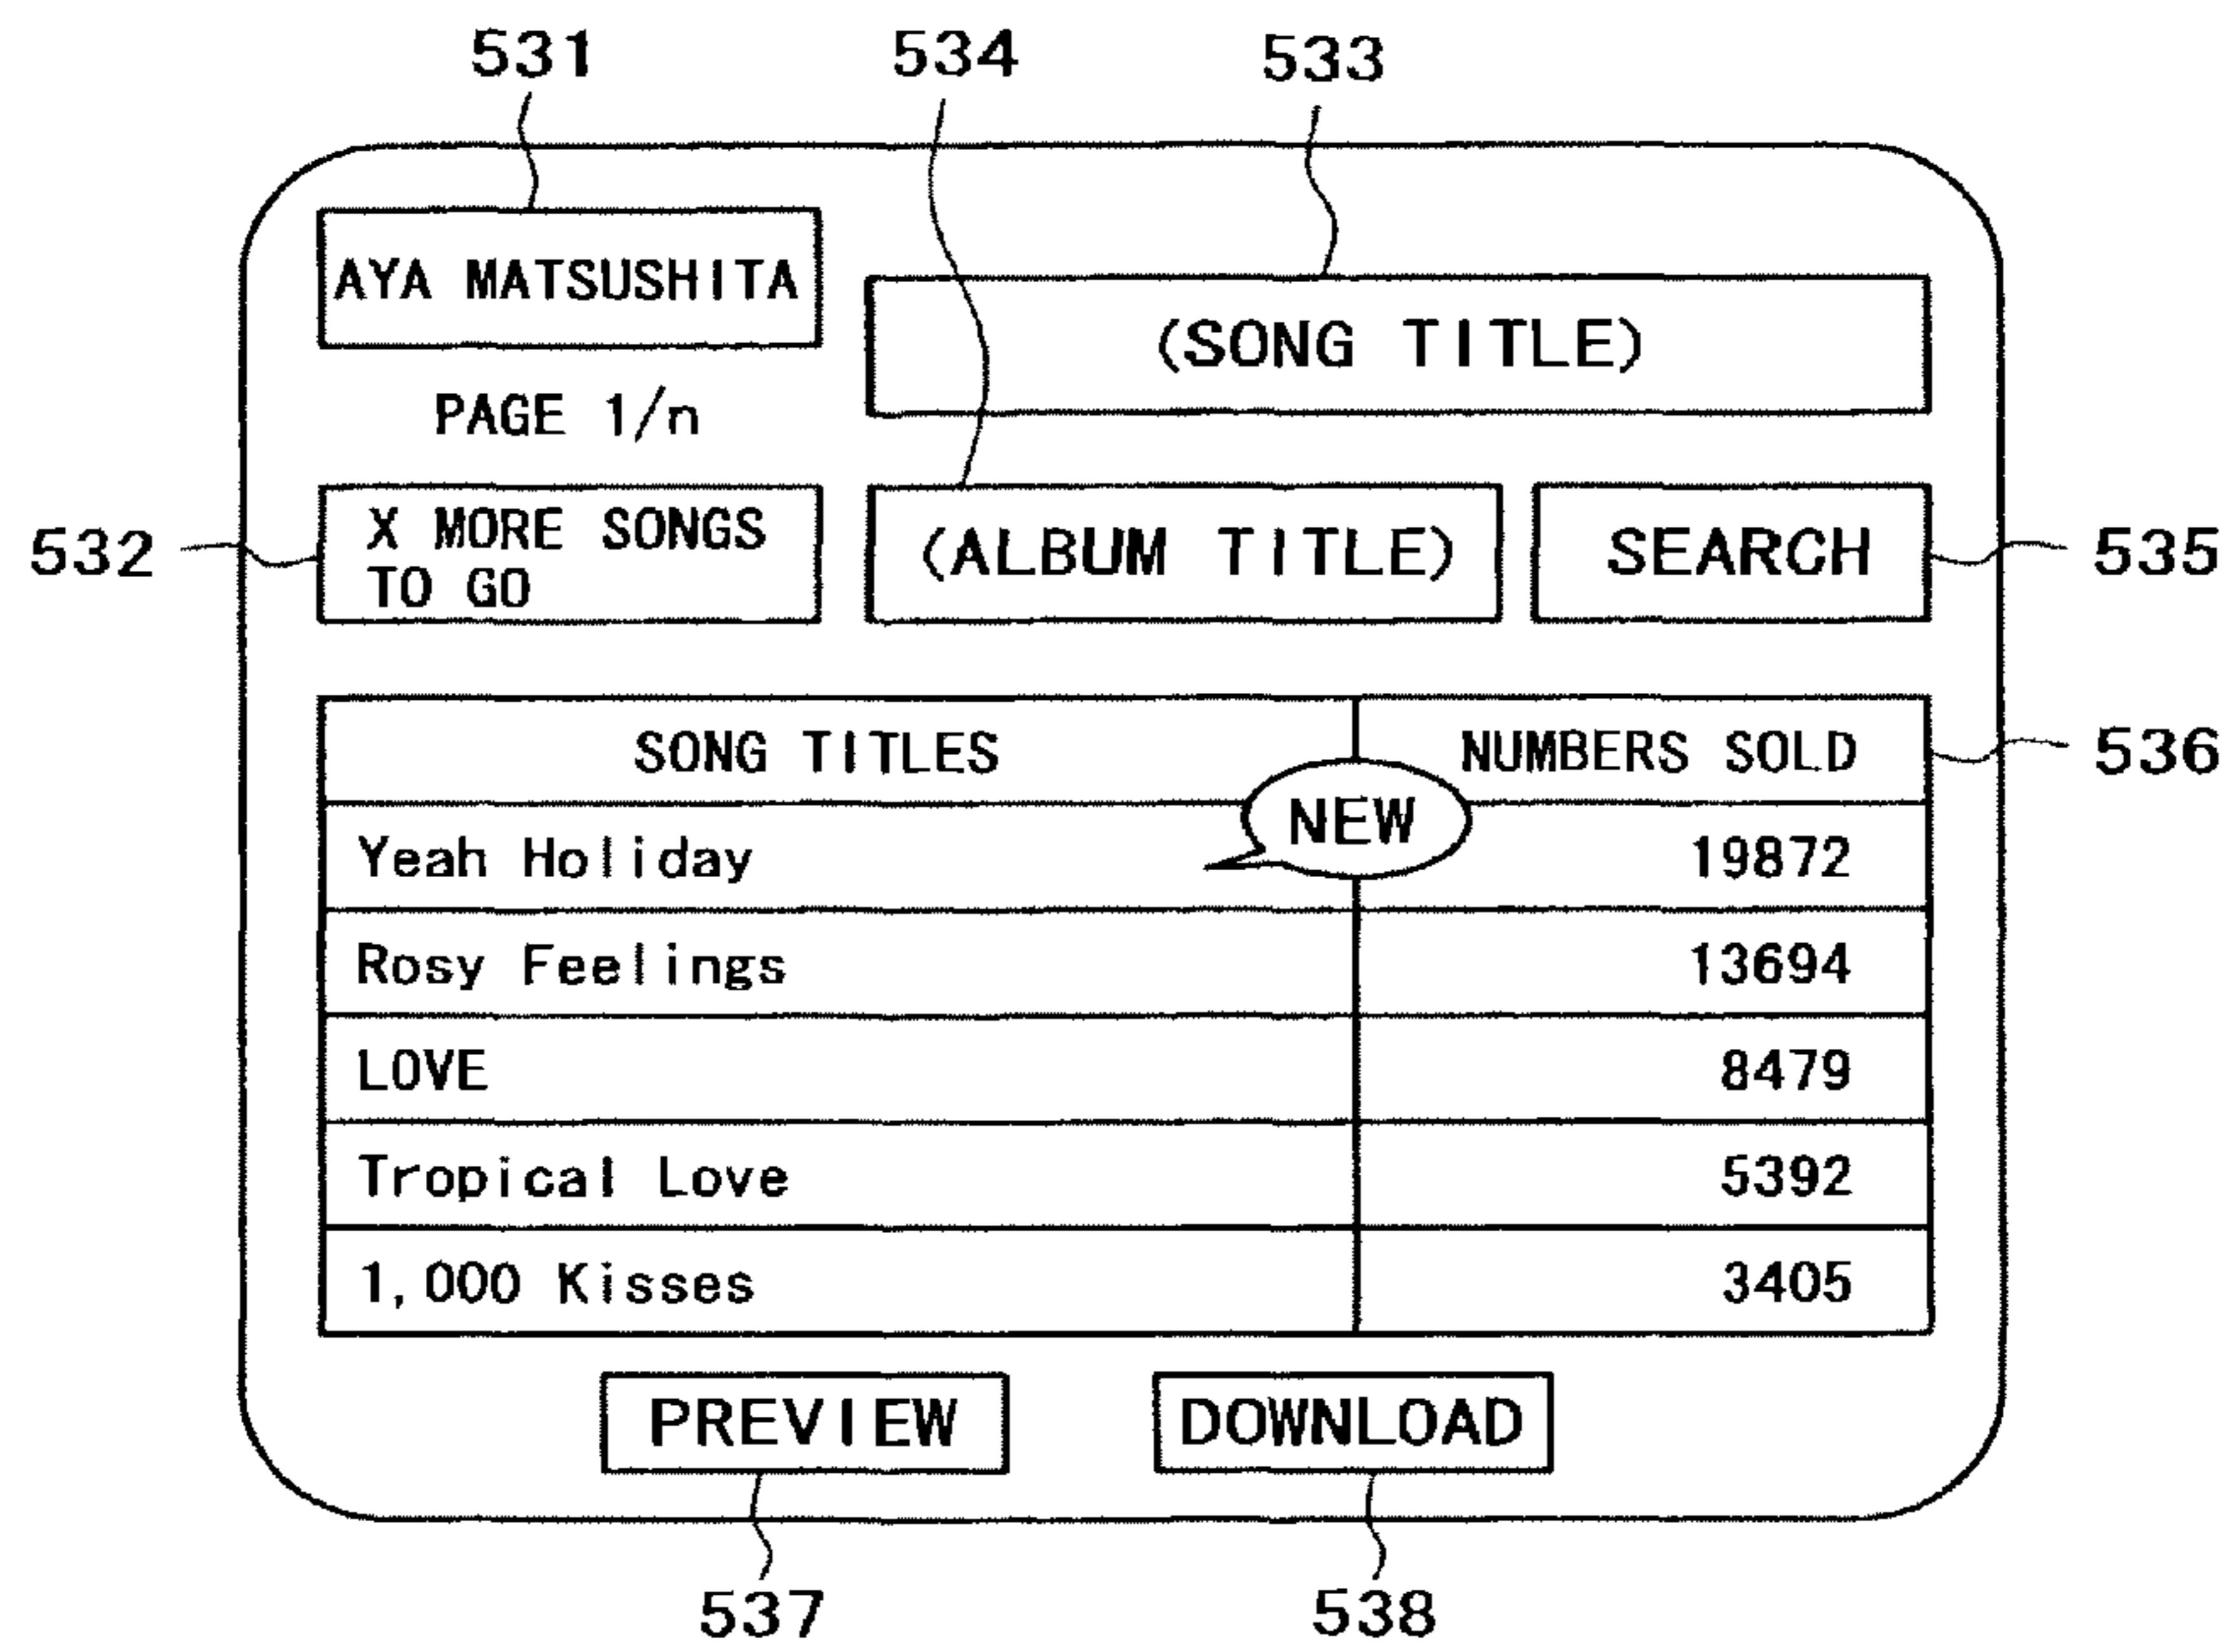 531
534
533
AYA MATSUSHITA
(SONG TITLE)
PAGE 1/n
532
X MORE SONGS
TO GO
(ALBUM TITLE)
SEARCH
535
SONG TITLES
NUMBERS SOLD
536
NEW
Yeah Holiday
19872
Rosy Feelings
13694
LOVE
8479
Tropical Love
5392
1,000 Kisses
3405
PREVIEW
DOWNLOAD
537
538